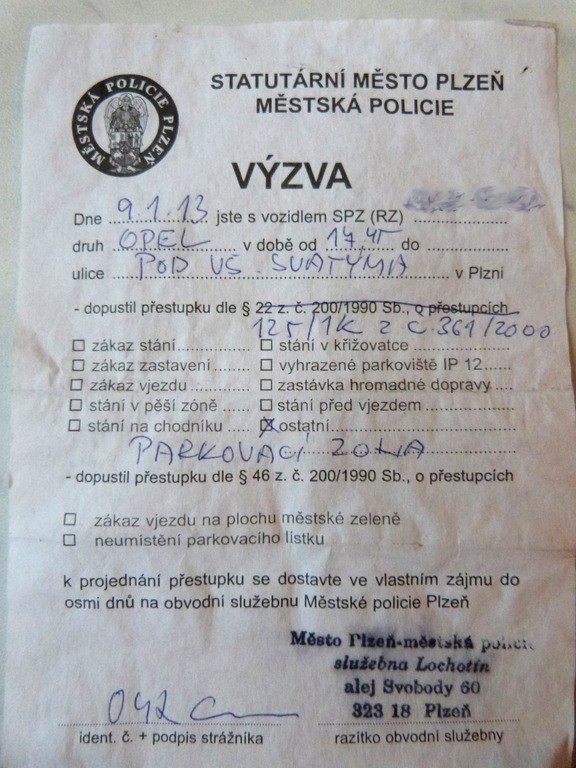 MĚSTSKÁ POLICIE PLZEŇ
STATUTÁRNÍ MĚSTO PLZEŇ
MĚSTSKÁ POLICIE
VÝZVA
Dne 9.1.13 jste s vozidlem SPZ (RZ)
druh OPEL v době od 17.45 do
ulice POD VŠ. SVATÝMA v Plzni
- dopustil přestupku dle § 22 z. č. 200/1990 Sb., o přestupcích
125/1K z č. 361/2000
☐ zákaz stání ☐ stání v křižovatce
☐ zákaz zastavení ☐ vyhrazené parkoviště IP 12
☐ zákaz vjezdu ☐ zastávka hromadné dopravy
☐ stání v pěší zóně ☐ stání před vjezdem
☐ stání na chodníku ☒ ostatní
PARKOVACÍ ZONA
- dopustil přestupku dle § 46 z. č. 200/1990 Sb., o přestupcích
☐ zákaz vjezdu na plochu městské zeleně
☐ neumístění parkovacího lístku
k projednání přestupku se dostavte ve vlastním zájmu do
osmi dnů na obvodní služebnu Městské policie Plzeň
Město Plzeň-městská policie
služebna Lochotín
alej Svobody 60
323 18 Plzeň
042
ident. č. + podpis strážníka razítko obvodní služebny